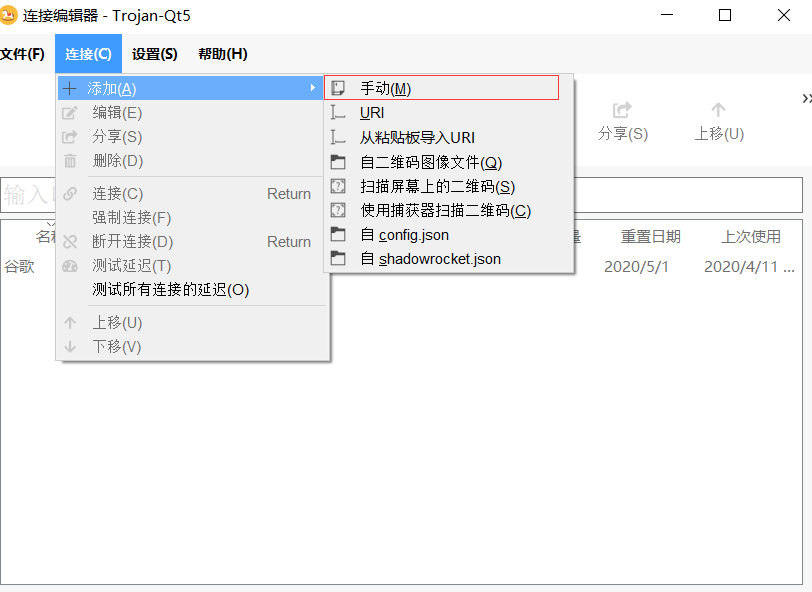 连接编辑器 - Trojan-Qt5
文件(F) 连接(C) 设置(S) 帮助(H)
添加(A)
编辑(E)
分享(S)
删除(D)
连接(C) Return
强制连接(F)
断开连接(D) Return
测试延迟(T)
测试所有连接的延迟(O)
上移(U)
下移(V)
手动(M)
URI
从粘贴板导入URI
自二维码图像文件(Q)
扫描屏幕上的二维码(S)
使用捕获器扫描二维码(C)
自 config.json
自 shadowrocket.json
分享(S) 上移(U)
输入
重置日期 上次使用
谷歌 2020/5/1 2020/4/11 ...